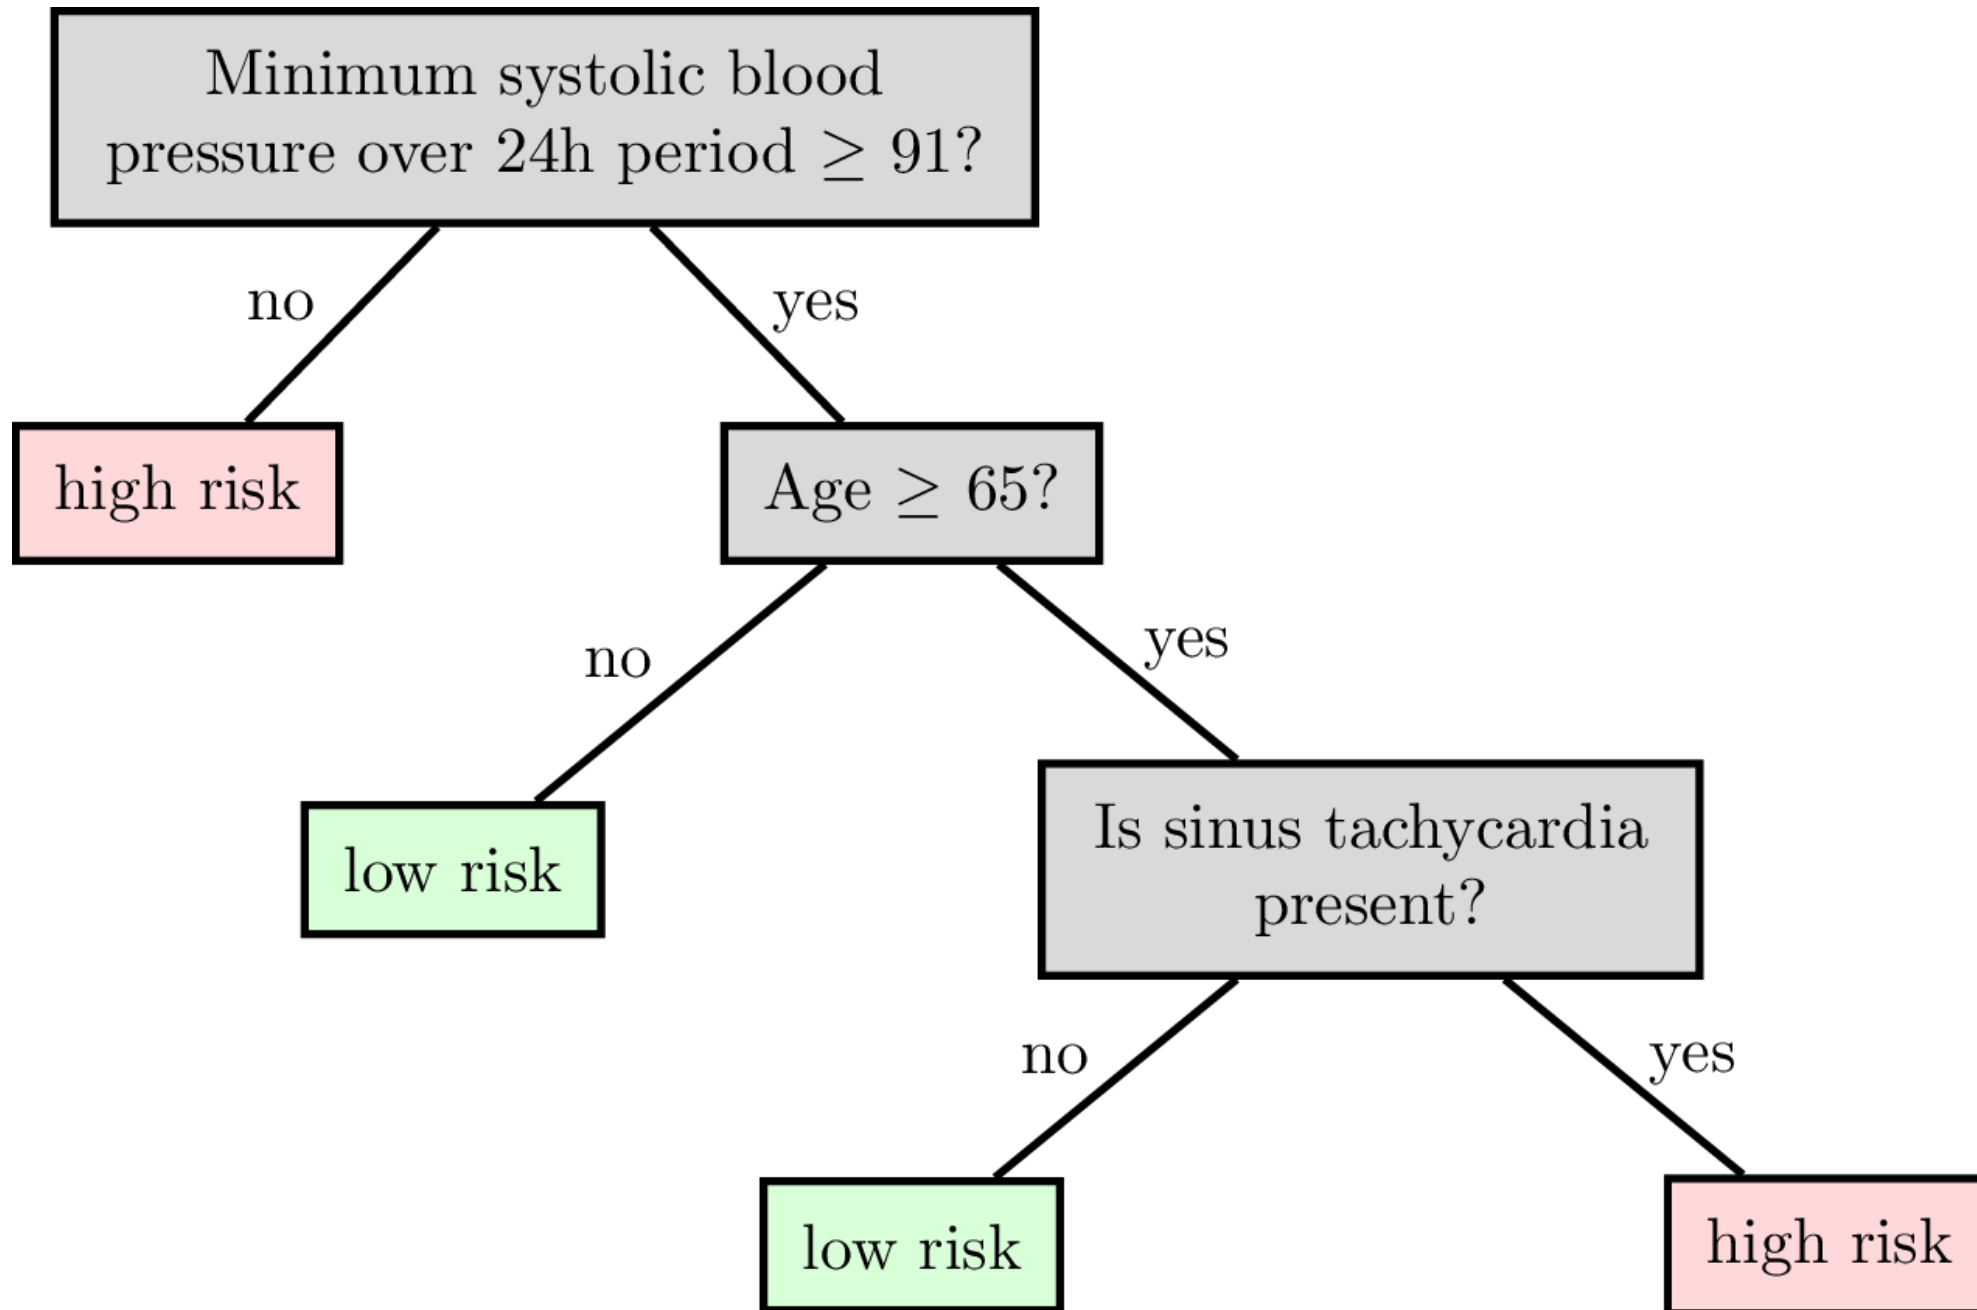 Minimum systolic blood
pressure over 24h period ≥ 91?
no
yes
high risk
Age ≥ 65?
no
yes
low risk
Is sinus tachycardia
present?
no
yes
low risk
high risk